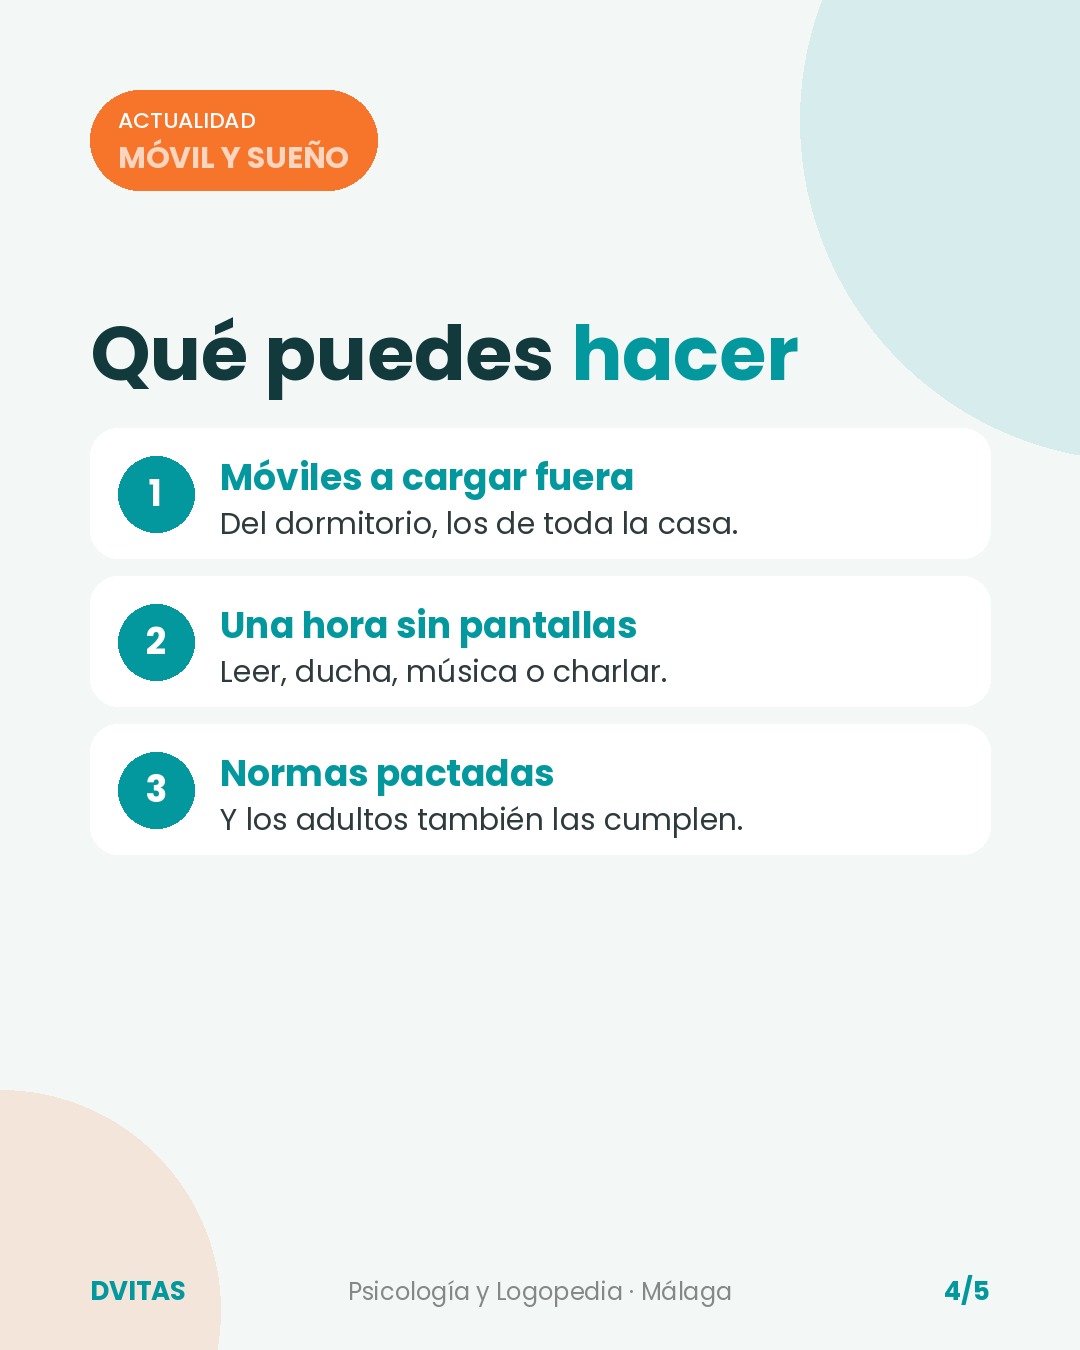 ACTUALIDAD
MÓVIL Y SUEÑO
Qué puedes hacer
1
Móviles a cargar fuera
Del dormitorio, los de toda la casa.
2
Una hora sin pantallas
Leer, ducha, música o charlar.
3
Normas pactadas
Y los adultos también las cumplen.
DVITAS
Psicología y Logopedia · Málaga
4/5